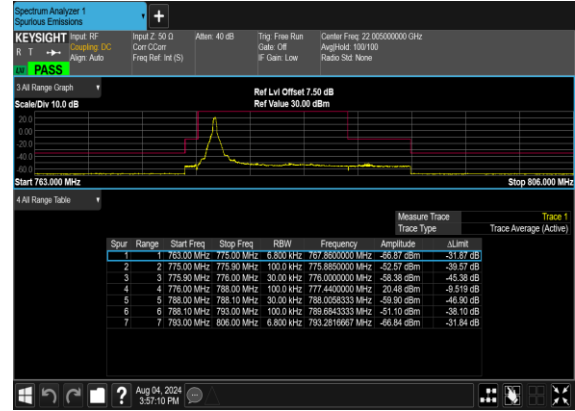 Spectrum Analyzer 1
Spurious Emissions
+
KEYSIGHT Input: RF Input Z: 50 Ω Atten: 40 dB Trig: Free Run Center Freq: 22.005000000 GHz
R T Coupling: DC Corr CCorr Gate: Off Avg|Hold: 100/100
Align: Auto Freq Ref: Int (S) IF Gain: Low Radio Std: None
PASS
3 All Range Graph
Ref Lvl Offset 7.50 dB
Scale/Div 10.0 dB Ref Value 30.00 dBm
20.0
0.00
-20.0
-40.0
-60.0
Start 763.000 MHz Stop 806.000 MHz
4 All Range Table
Measure Trace Trace 1
Trace Type Trace Average (Active)
Spur Range Start Freq Stop Freq RBW Frequency Amplitude ΔLimit
1 1 763.00 MHz 775.00 MHz 6.800 kHz 767.8600000 MHz -66.87 dBm -31.87 dB
2 2 775.00 MHz 775.90 MHz 100.0 kHz 775.8850000 MHz -52.57 dBm -39.57 dB
3 3 775.90 MHz 776.00 MHz 30.00 kHz 776.0000000 MHz -58.38 dBm -45.38 dB
4 4 776.00 MHz 788.00 MHz 100.0 kHz 777.4400000 MHz 20.48 dBm -9.519 dB
5 5 788.00 MHz 788.10 MHz 30.00 kHz 788.0058333 MHz -59.90 dBm -46.90 dB
6 6 788.10 MHz 793.00 MHz 100.0 kHz 789.6843333 MHz -51.10 dBm -38.10 dB
7 7 793.00 MHz 806.00 MHz 6.800 kHz 793.2816667 MHz -66.84 dBm -31.84 dB
? Aug 04, 2024
3:57:10 PM